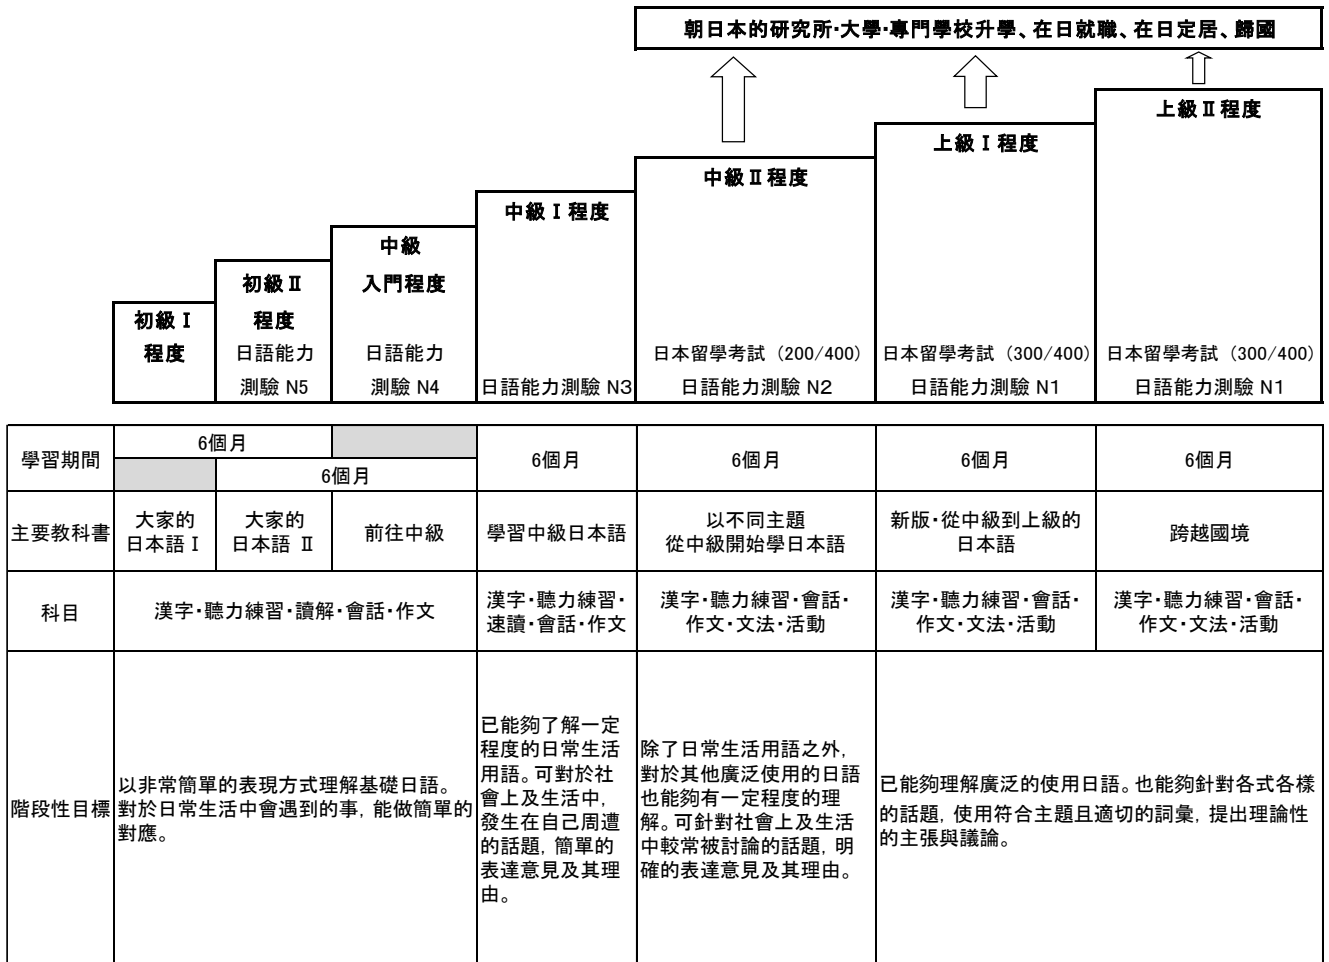 朝日本的研究所･大學･專門學校升學、在日就職、在日定居、歸國
上級Ⅱ程度
上級Ⅰ程度
中級Ⅱ程度
中級Ⅰ程度
中級
入門程度
初級Ⅱ
程度
初級Ⅰ
程度
日語能力
測驗 N5
日語能力
測驗 N4
日語能力測驗 N3
日本留學考試（200/400）
日語能力測驗 N2
日本留學考試（300/400）
日語能力測驗 N1
日本留學考試（300/400）
日語能力測驗 N1
學習期間
6個月
6個月
6個月
6個月
6個月
6個月
主要教科書
大家的
日本語Ⅰ
大家的
日本語 Ⅱ
前往中級
學習中級日本語
以不同主題
從中級開始學日本語
新版･從中級到上級的
日本語
跨越國境
科目
漢字･聽力練習･讀解･會話･作文
漢字･聽力練習･
速讀･會話･作文
漢字･聽力練習･會話･
作文･文法･活動
漢字･聽力練習･會話･
作文･文法･活動
漢字･聽力練習･會話･
作文･文法･活動
階段性目標
以非常簡單的表現方式理解基礎日語。
對於日常生活中會遇到的事, 能做簡單的
對應。
已能夠了解一定
程度的日常生活
用語。可對於社
會上及生活中,
發生在自己周遭
的話題, 簡單的
表達意見及其理
由。
除了日常生活用語之外,
對於其他廣泛使用的日語
也能夠有一定程度的理
解。可針對社會上及生活
中較常被討論的話題, 明
確的表達意見及其理由。
已能夠理解廣泛的使用日語。也能夠針對各式各樣
的話題, 使用符合主題且適切的詞彙, 提出理論性
的主張與議論。